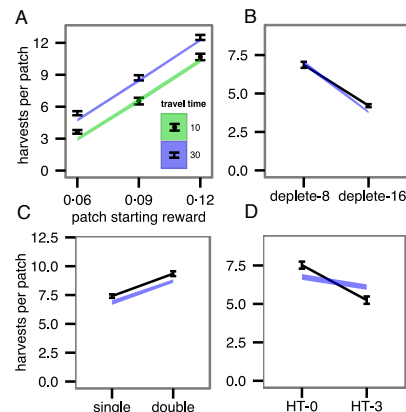 A
harvests per patch
12
9
6
3
0
travel time
10
30
0·06
0·09
0·12
patch starting reward
B
7.5
5.0
2.5
0.0
deplete-8
deplete-16
C
harvests per patch
12.5
10.0
7.5
5.0
2.5
0.0
single
double
D
7.5
5.0
2.5
0.0
HT-0
HT-3